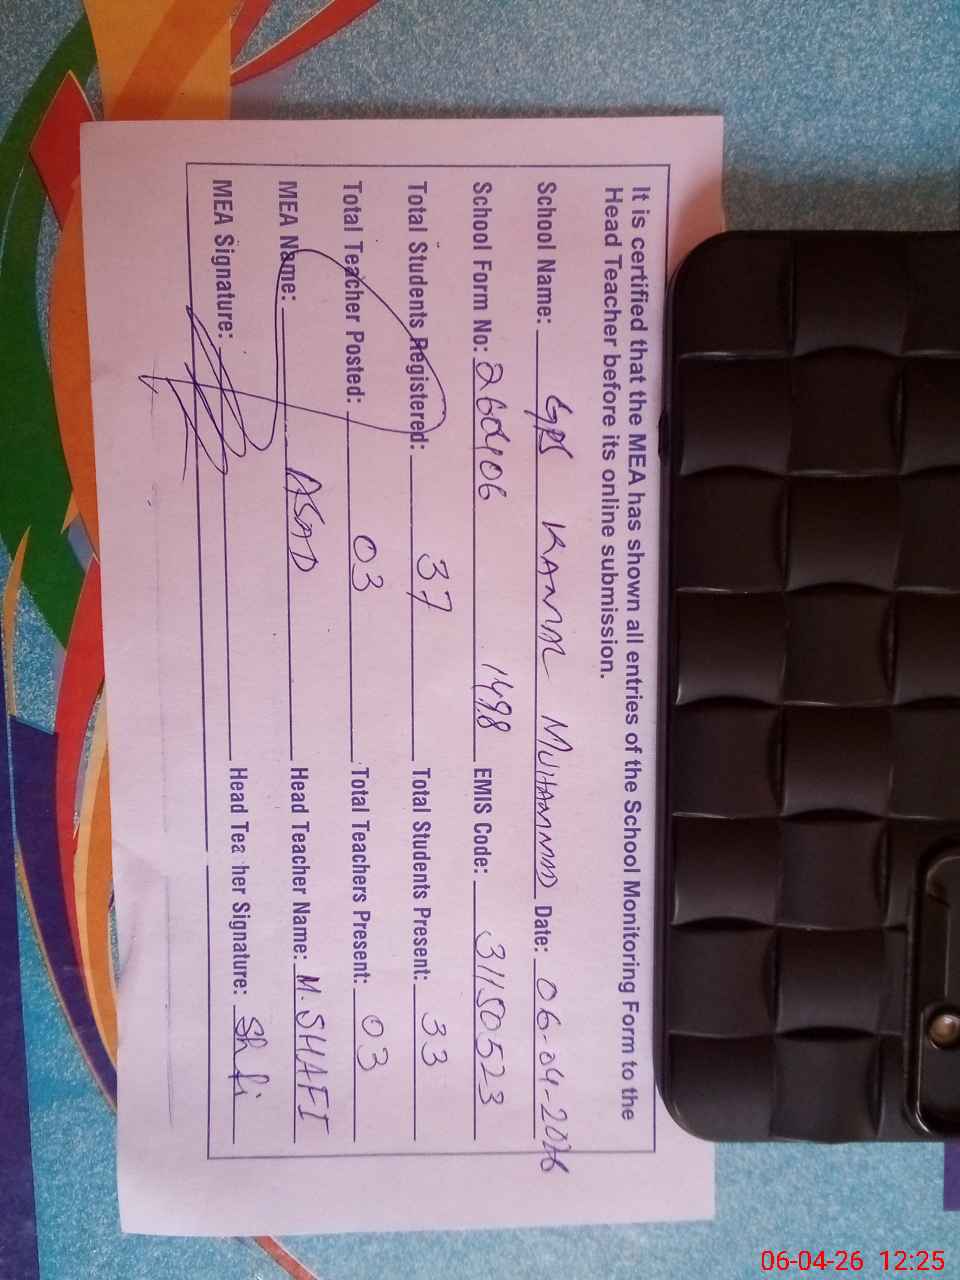 It is certified that the MEA has shown all entries of the School Monitoring Form to the
Head Teacher before its online submission.
School Name: GPS KAMAL MUHAMMAD Date: 06-04-2026
School Form No: 260406 1498 EMIS Code: 31150523
Total Students Registered: 37 Total Students Present: 33
Total Teacher Posted: 03 Total Teachers Present: 03
MEA Name: ASAD Head Teacher Name: M. SHAFI
MEA Signature: Head Teacher Signature: Shfi
06-04-26 12:25